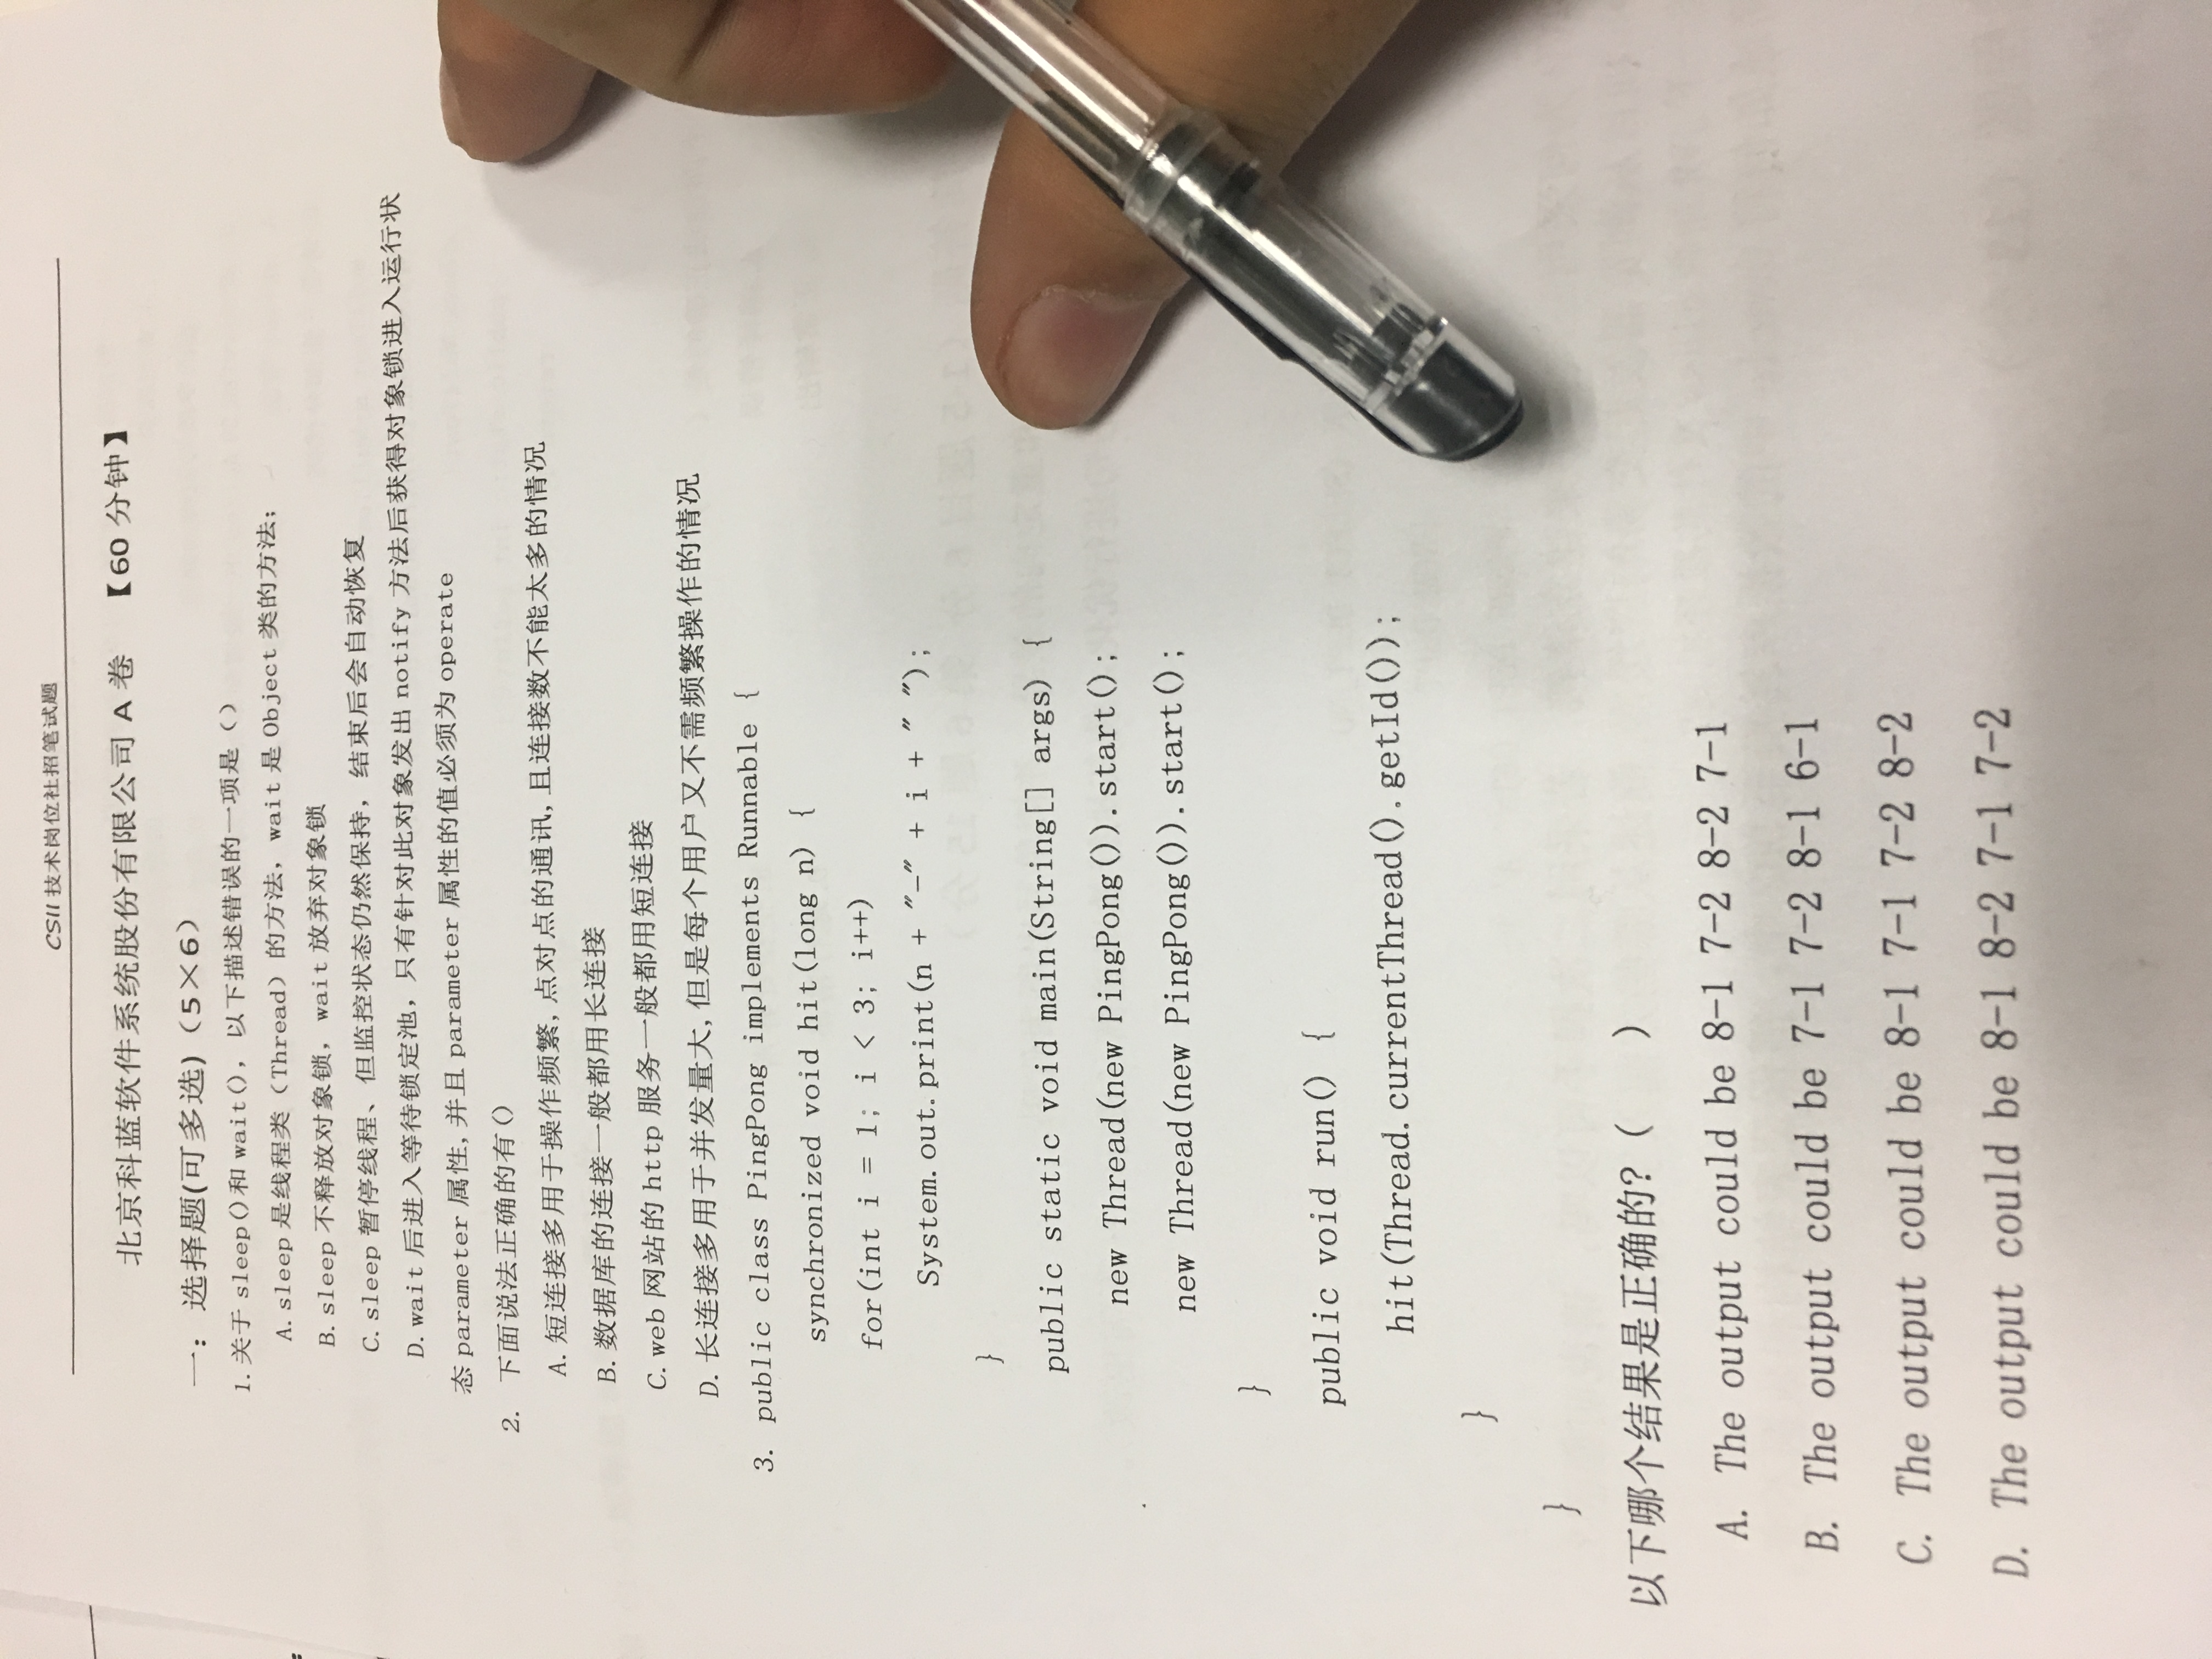 CSII 技术岗位社招笔试题
北京科蓝软件系统股份有限公司 A 卷 【60 分钟】
一：选择题(可多选)（5×6）
1.关于 sleep()和 wait()，以下描述错误的一项是（）
A.sleep 是线程类（Thread）的方法，wait 是 Object 类的方法；
B.sleep 不释放对象锁，wait 放弃对象锁
C.sleep 暂停线程、但监控状态仍然保持，结束后会自动恢复
D.wait 后进入等待锁定池，只有针对此对象发出 notify 方法后获得对象锁进入运行状
态 parameter 属性,并且 parameter 属性的值必须为 operate
2. 下面说法正确的有()
A.短连接多用于操作频繁,点对点的通讯,且连接数不能太多的情况
B.数据库的连接一般都用长连接
C.web 网站的 http 服务一般都用短连接
D.长连接多用于并发量大,但是每个用户又不需频繁操作的情况
3. public class PingPong implements Runnable {
synchronized void hit(long n) {
for(int i = 1; i < 3; i++)
System.out.print(n + "-" + i + " ");
}
public static void main(String[] args) {
new Thread(new PingPong()).start();
new Thread(new PingPong()).start();
}
public void run() {
hit(Thread.currentThread().getId());
}
}
以下哪个结果是正确的?( )
A. The output could be 8-1 7-2 8-2 7-1
B. The output could be 7-1 7-2 8-1 6-1
C. The output could be 8-1 7-1 7-2 8-2
D. The output could be 8-1 8-2 7-1 7-2